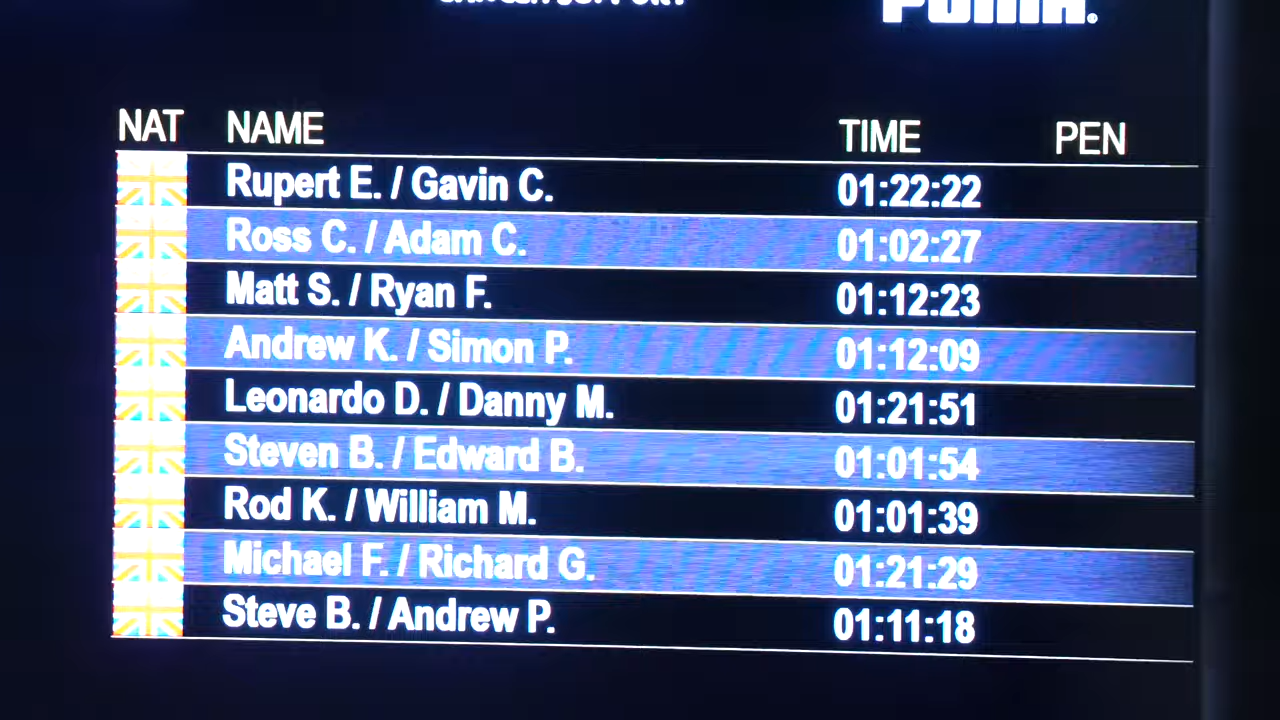 PUMA.
NAT NAME TIME PEN
Rupert E. / Gavin C. 01:22:22
Ross C. / Adam C. 01:02:27
Matt S. / Ryan F. 01:12:23
Andrew K. / Simon P. 01:12:09
Leonardo D. / Danny M. 01:21:51
Steven B. / Edward B. 01:01:54
Rod K. / William M. 01:01:39
Michael F. / Richard G. 01:21:29
Steve B. / Andrew P. 01:11:18